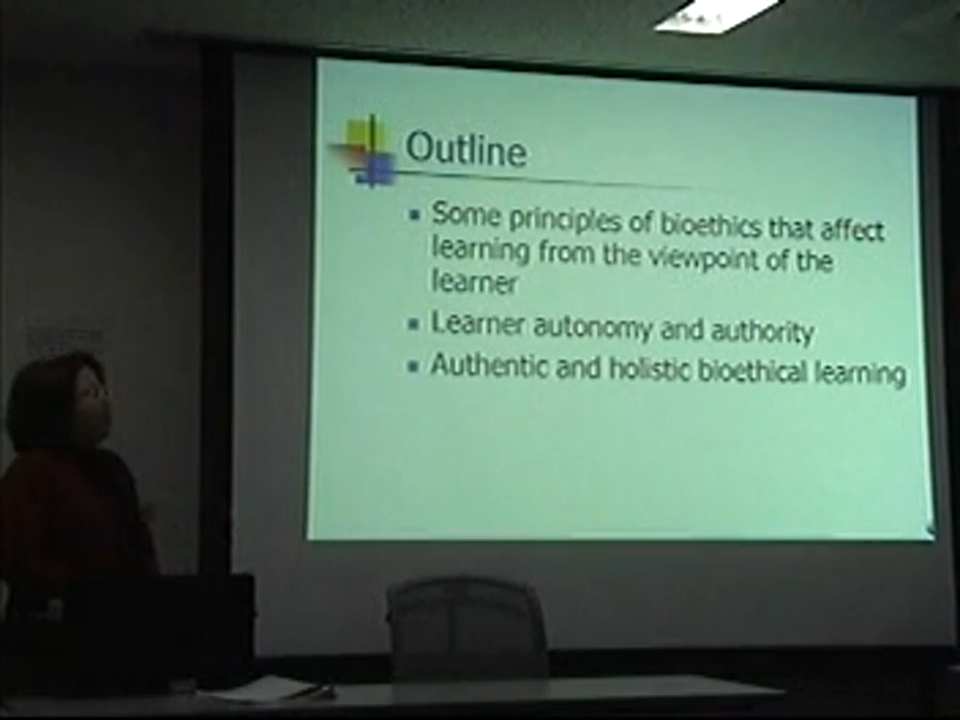 Outline
Some principles of bioethics that affect
learning from the viewpoint of the
learner
Learner autonomy and authority
Authentic and holistic bioethical learning